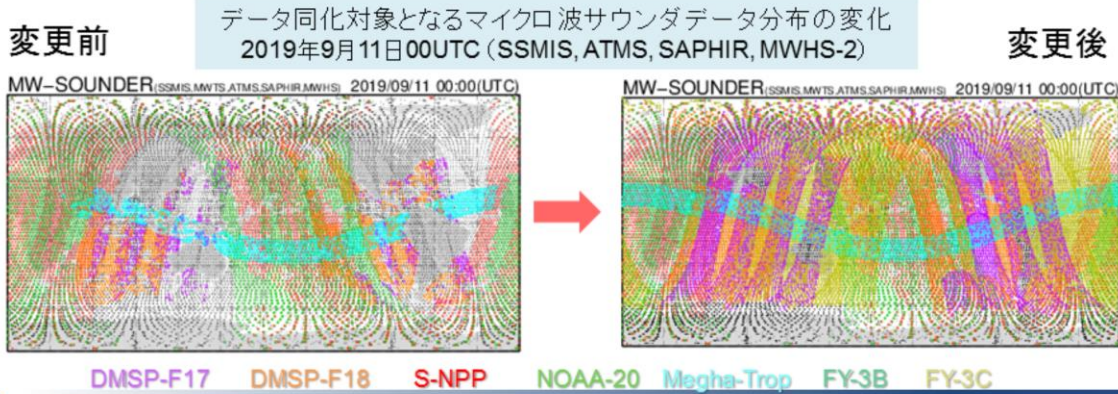 データ同化対象となるマイクロ波サウンダデータ分布の変化
2019年9月11日00UTC（SSMIS, ATMS, SAPHIR, MWHS-2）
変更前
変更後
MW-SOUNDER(SSMIS,MWTS,ATMS,SAPHIR,MWHS) 2019/09/11 00:00(UTC)
MW-SOUNDER(SSMIS,MWTS,ATMS,SAPHIR,MWHS) 2019/09/11 00:00(UTC)
DMSP-F17 DMSP-F18 S-NPP NOAA-20 Megha-Trop FY-3B FY-3C